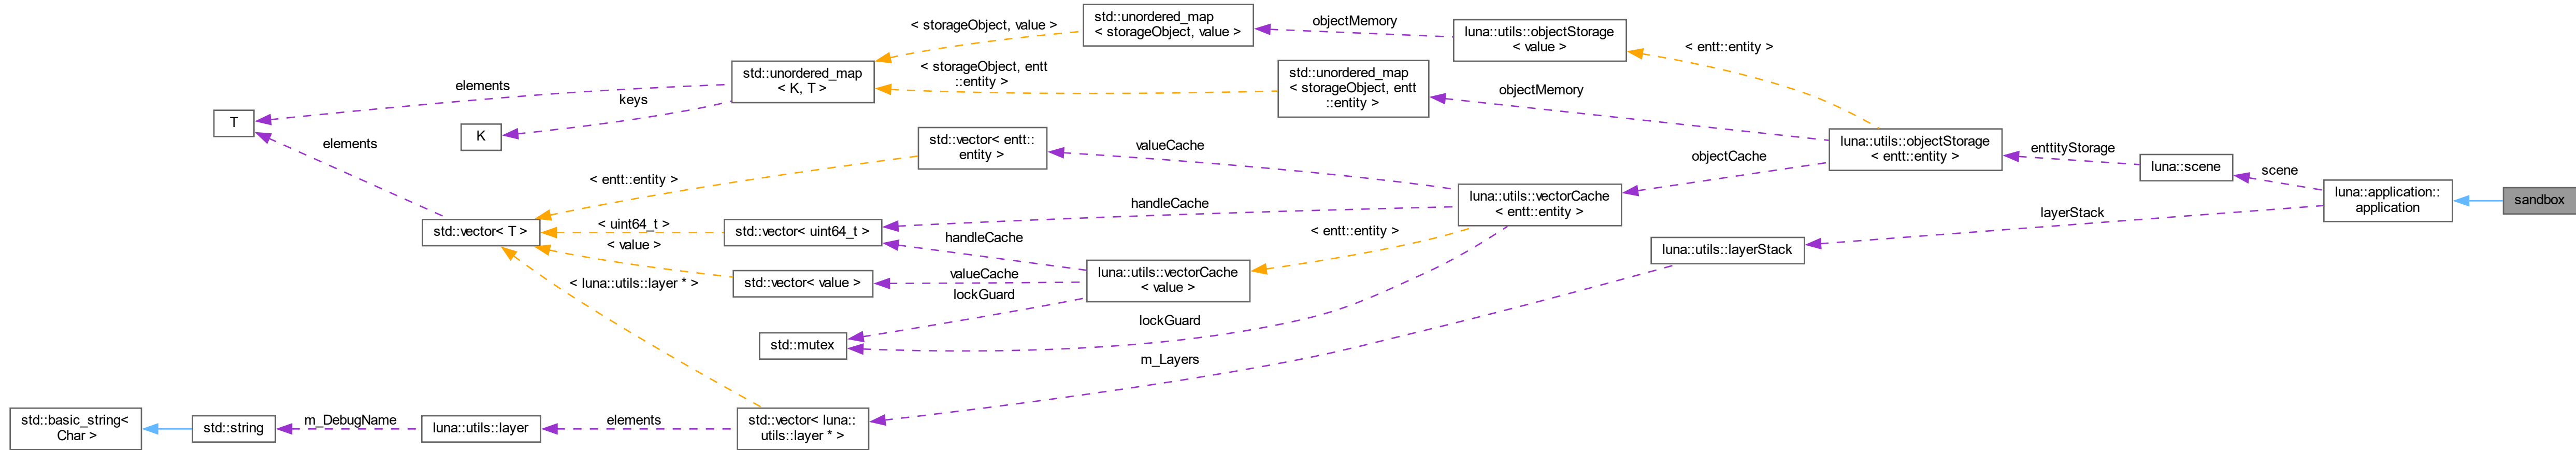 std::unordered_map
< storageObject, value >
< storageObject, value >
objectMemory
luna::utils::objectStorage
< value >
< entt::entity >
std::unordered_map
< K, T >
< storageObject, entt
::entity >
std::unordered_map
< storageObject, entt
::entity >
elements
keys
objectMemory
T
K
elements
std::vector< entt::
entity >
valueCache
objectCache
luna::utils::objectStorage
< entt::entity >
enttityStorage
luna::scene
scene
luna::application::
application
sandbox
< entt::entity >
luna::utils::vectorCache
< entt::entity >
handleCache
layerStack
std::vector< T >
< uint64_t >
std::vector< uint64_t >
handleCache
< entt::entity >
luna::utils::layerStack
< value >
std::vector< value >
valueCache
luna::utils::vectorCache
< value >
< luna::utils::layer * >
lockGuard
lockGuard
std::mutex
m_Layers
std::basic_string<
Char >
std::string
m_DebugName
luna::utils::layer
elements
std::vector< luna::
utils::layer * >